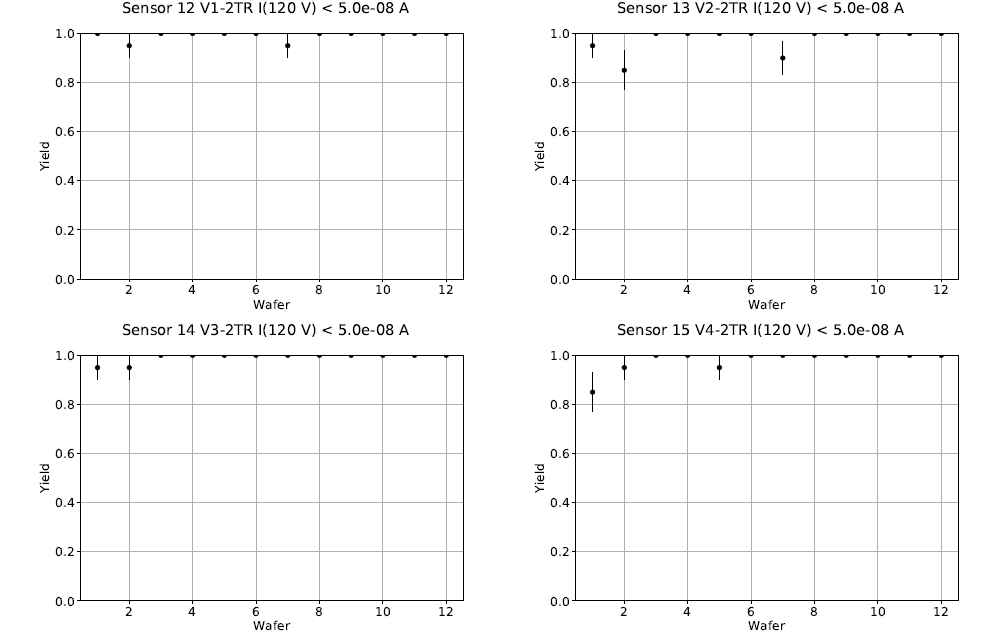 Sensor 12 V1-2TR I(120 V) < 5.0e-08 A
1.0
0.8
0.6
0.4
0.2
0.0
Yield
2 4 6 8 10 12
Wafer
Sensor 13 V2-2TR I(120 V) < 5.0e-08 A
1.0
0.8
0.6
0.4
0.2
0.0
Yield
2 4 6 8 10 12
Wafer
Sensor 14 V3-2TR I(120 V) < 5.0e-08 A
1.0
0.8
0.6
0.4
0.2
0.0
Yield
2 4 6 8 10 12
Wafer
Sensor 15 V4-2TR I(120 V) < 5.0e-08 A
1.0
0.8
0.6
0.4
0.2
0.0
Yield
2 4 6 8 10 12
Wafer